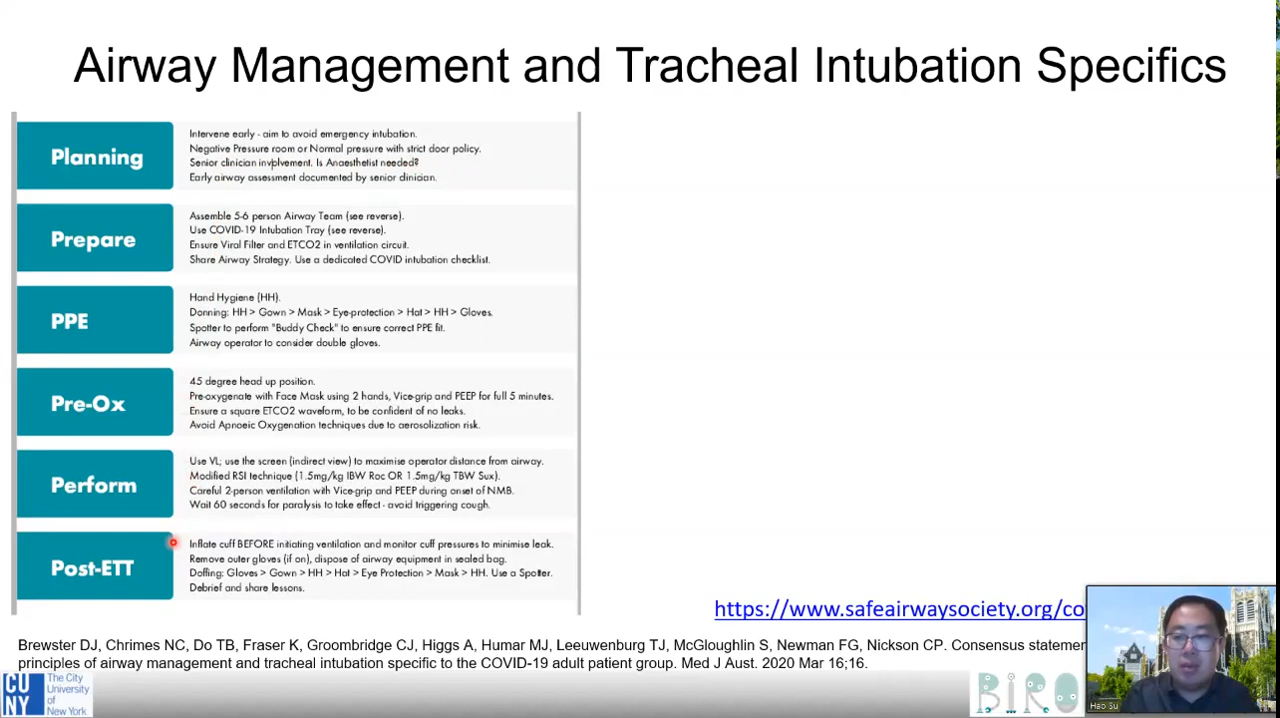 Airway Management and Tracheal Intubation Specifics
Planning
Intervene early - aim to avoid emergency intubation.
Negative Pressure room or Normal pressure with strict door policy.
Senior clinician involvement. Is Anaesthetist needed?
Early airway assessment documented by senior clinician.
Prepare
Assemble 5-6 person Airway Team (see reverse).
Use COVID-19 Intubation Tray (see reverse).
Ensure Viral Filter and ETCO2 in ventilation circuit.
Share Airway Strategy. Use a dedicated COVID intubation checklist.
PPE
Hand Hygiene (HH).
Donning: HH > Gown > Mask > Eye-protection > Hat > HH > Gloves.
Spotter to perform "Buddy Check" to ensure correct PPE fit.
Airway operator to consider double gloves.
Pre-Ox
45 degree head up position.
Pre-oxygenate with Face Mask using 2 hands, Vice-grip and PEEP for full 5 minutes.
Ensure a square ETCO2 waveform, to be confident of no leaks.
Avoid Apnoeic Oxygenation techniques due to aerosolization risk.
Perform
Use VL; use the screen (indirect view) to maximise operator distance from airway.
Modified RSI technique (1.5mg/kg IBW Roc OR 1.5mg/kg TBW Sux).
Careful 2-person ventilation with Vice-grip and PEEP during onset of NMB.
Wait 60 seconds for paralysis to take effect - avoid triggering cough.
Post-ETT
Inflate cuff BEFORE initiating ventilation and monitor cuff pressures to minimise leak.
Remove outer gloves (if on), dispose of airway equipment in sealed bag.
Doffing: Gloves > Gown > HH > Hat > Eye Protection > Mask > HH. Use a Spotter.
Debrief and share lessons.
https://www.safeairwaysociety.org/co
Brewster DJ, Chrimes NC, Do TB, Fraser K, Groombridge CJ, Higgs A, Humar MJ, Leeuwenburg TJ, McGloughlin S, Newman FG, Nickson CP. Consensus statemen
principles of airway management and tracheal intubation specific to the COVID-19 adult patient group. Med J Aust. 2020 Mar 16;16.
CU
NY
The City
University
of
New York
BIRO
Hao Su